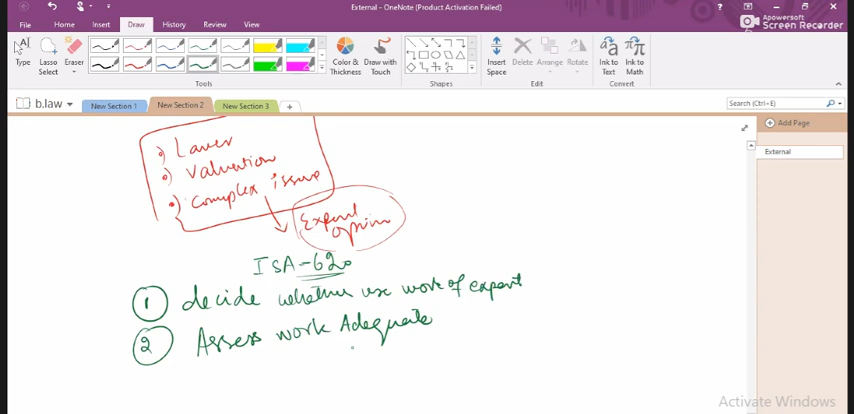 External - OneNote (Product Activation Failed)
Apowersoft
Screen Recorder
File Home Insert Draw History Review View
Type Lasso Select Eraser Color & Thickness Draw with Touch Insert Space Delete Arrange Rotate Ink to Text Ink to Math
Tools Shapes Edit Convert
b.law New Section 1 New Section 2 New Section 3 + Search (Ctrl+E)
Add Page
External
Valuation
Complex issue
Expert
opinion
ISA-620
1 decide whether use work of expert
2 Assess work Adequate
Activate Windows